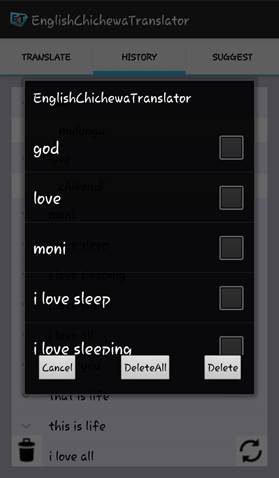 EnglishChichewaTranslator
TRANSLATE
HISTORY
SUGGEST
EnglishChichewaTranslator
god
love
moni
i love sleep
i love sleeping
Cancel
DeleteAll
Delete
that is life
this is life
i love all